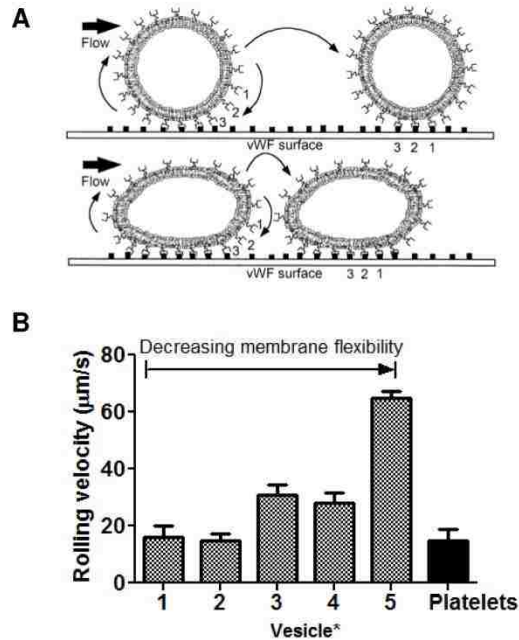 A
Flow
1
2
3
vWF surface
3 2 1
Flow
1
2
3
vWF surface
3 2 1
B
Decreasing membrane flexibility
Rolling velocity (μm/s)
80
60
40
20
0
1 2 3 4 5 Platelets
Vesicle*